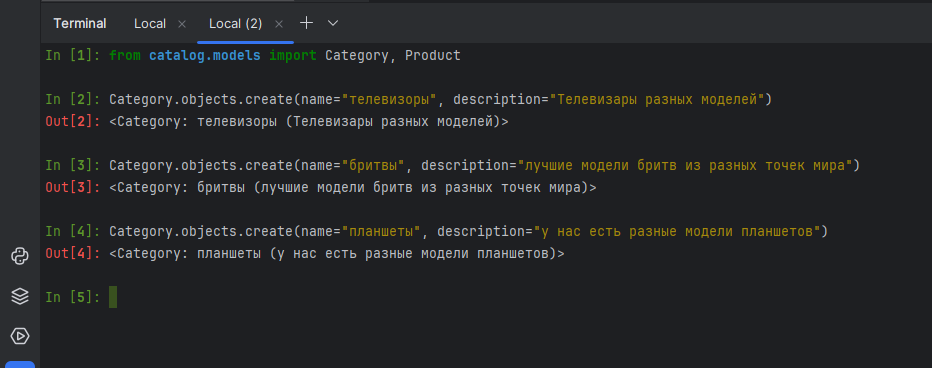 Terminal Local × Local (2) × + ⌄
In [1]: from catalog.models import Category, Product
In [2]: Category.objects.create(name="телевизоры", description="Телевизары разных моделей")
Out[2]: <Category: телевизоры (Телевизары разных моделей)>
In [3]: Category.objects.create(name="бритвы", description="лучшие модели бритв из разных точек мира")
Out[3]: <Category: бритвы (лучшие модели бритв из разных точек мира)>
In [4]: Category.objects.create(name="планшеты", description="у нас есть разные модели планшетов")
Out[4]: <Category: планшеты (у нас есть разные модели планшетов)>
In [5]: